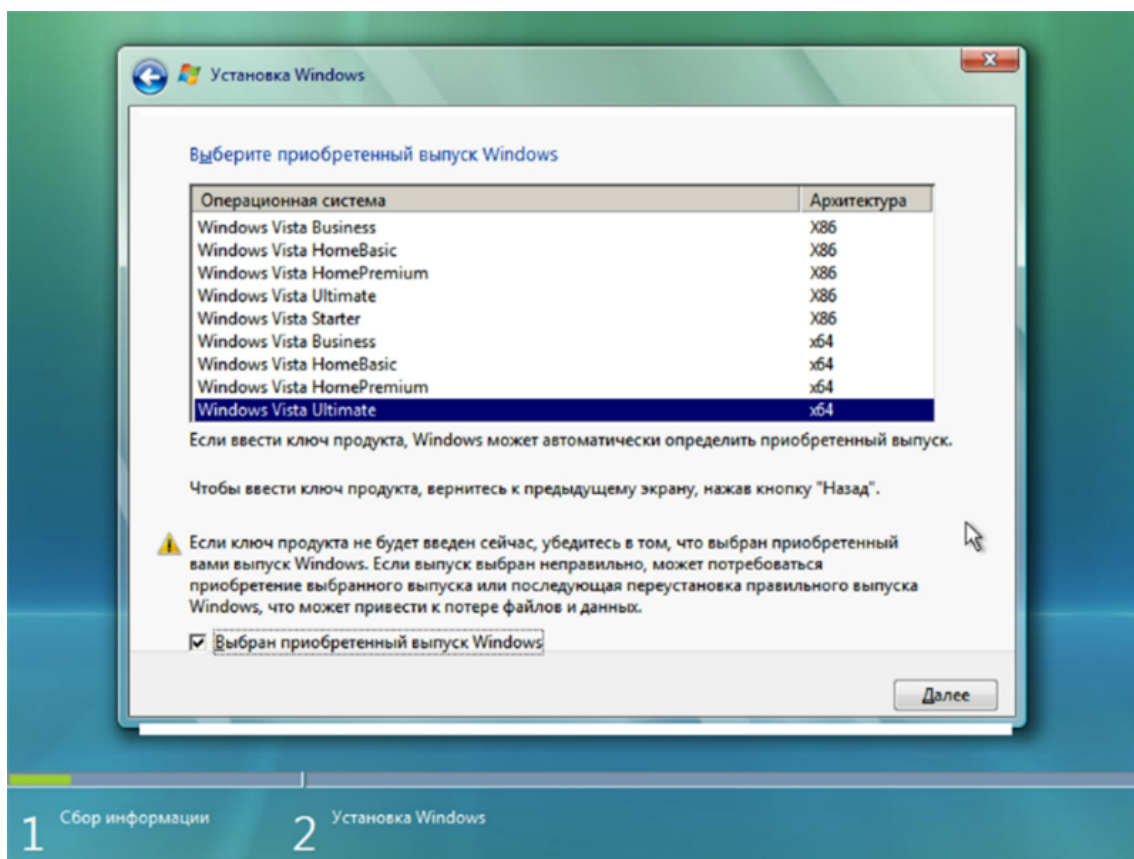 Установка Windows
Выберите приобретенный выпуск Windows
Операционная система Архитектура
Windows Vista Business X86
Windows Vista HomeBasic X86
Windows Vista HomePremium X86
Windows Vista Ultimate X86
Windows Vista Starter X86
Windows Vista Business x64
Windows Vista HomeBasic x64
Windows Vista HomePremium x64
Windows Vista Ultimate x64
Если ввести ключ продукта, Windows может автоматически определить приобретенный выпуск.
Чтобы ввести ключ продукта, вернитесь к предыдущему экрану, нажав кнопку "Назад".
Если ключ продукта не будет введен сейчас, убедитесь в том, что выбран приобретенный
вами выпуск Windows. Если выпуск выбран неправильно, может потребоваться
приобретение выбранного выпуска или последующая переустановка правильного выпуска
Windows, что может привести к потере файлов и данных.
Выбран приобретенный выпуск Windows
Далее
1 Сбор информации 2 Установка Windows